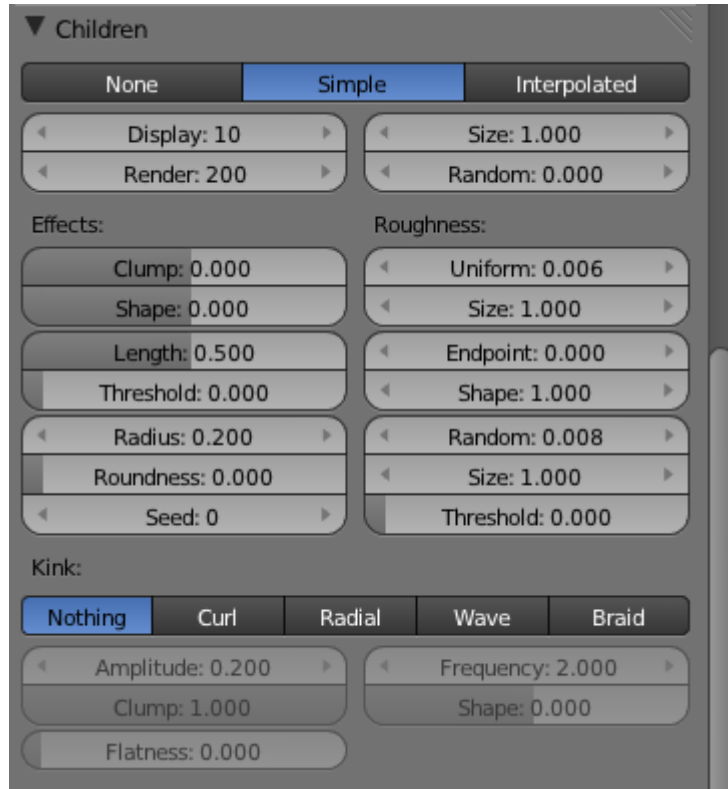 Children
None Simple Interpolated
Display: 10 Size: 1.000
Render: 200 Random: 0.000
Effects: Roughness:
Clump: 0.000 Uniform: 0.006
Shape: 0.000 Size: 1.000
Length: 0.500 Endpoint: 0.000
Threshold: 0.000 Shape: 1.000
Radius: 0.200 Random: 0.008
Roundness: 0.000 Size: 1.000
Seed: 0 Threshold: 0.000
Kink:
Nothing Curl Radial Wave Braid
Amplitude: 0.200 Frequency: 2.000
Clump: 1.000 Shape: 0.000
Flatness: 0.000